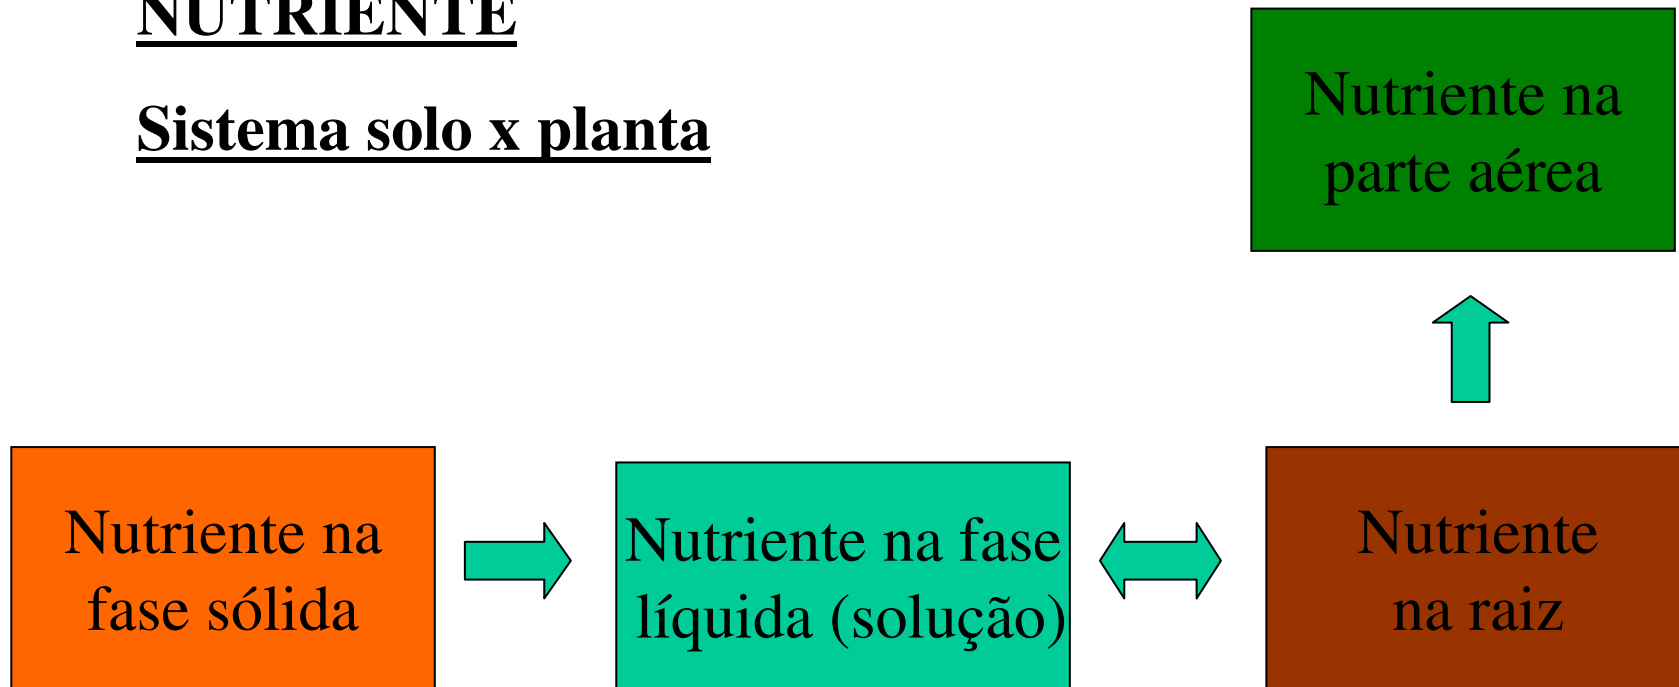 NUTRIENTE
Sistema solo x planta
Nutriente na
parte aérea
Nutriente na
fase sólida
Nutriente na fase
líquida (solução)
Nutriente
na raiz